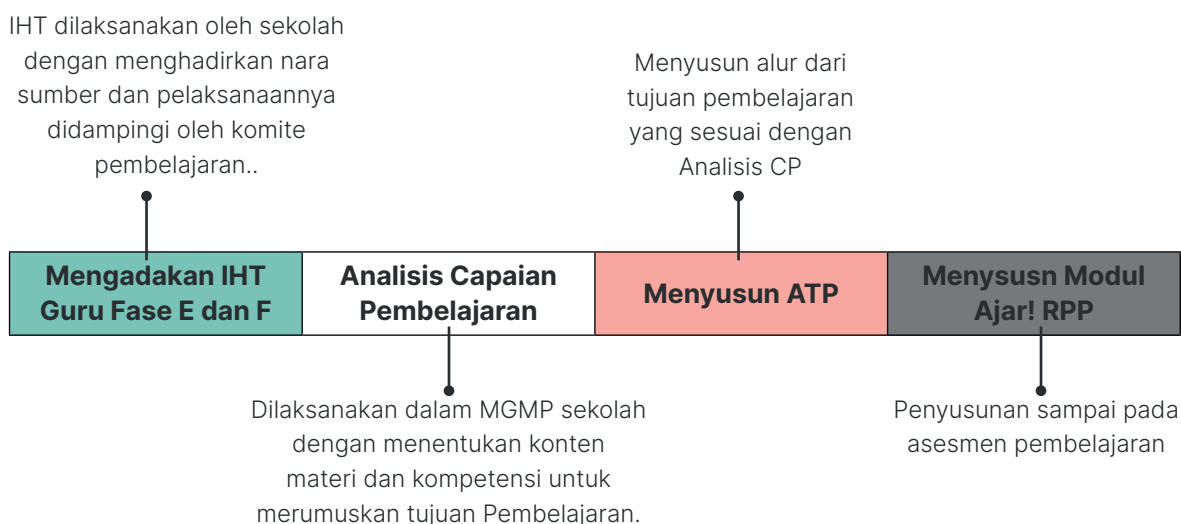 IHT dilaksanakan oleh sekolah
dengan menghadirkan nara
sumber dan pelaksanaannya
didampingi oleh komite
pembelajaran..
Menyusun alur dari
tujuan pembelajaran
yang sesuai dengan
Analisis CP
Mengadakan IHT
Guru Fase E dan F
Analisis Capaian
Pembelajaran
Menyusun ATP
Menysusn Modul
Ajar! RPP
Dilaksanakan dalam MGMP sekolah
dengan menentukan konten
materi dan kompetensi untuk
merumuskan tujuan Pembelajaran.
Penyusunan sampai pada
asesmen pembelajaran